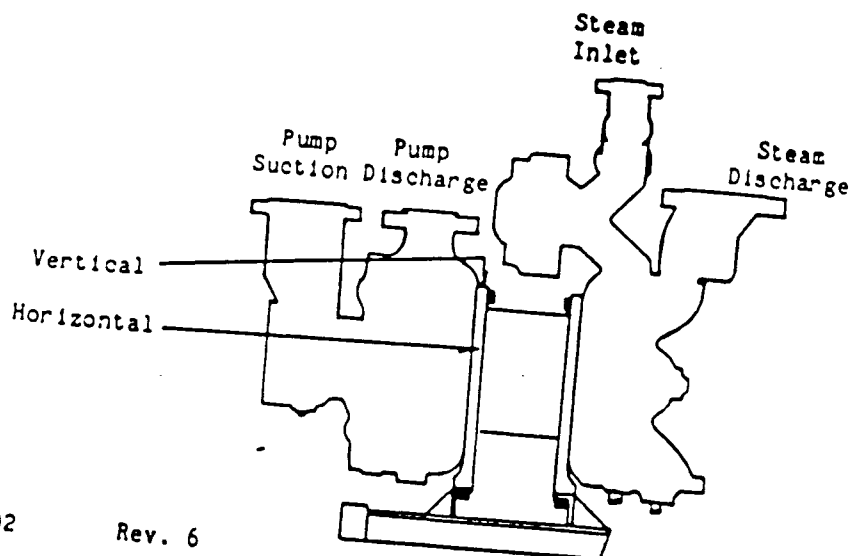 Steam
Inlet
Pump
Suction
Pump
Discharge
Steam
Discharge
Vertical
Horizontal
Rev. 6